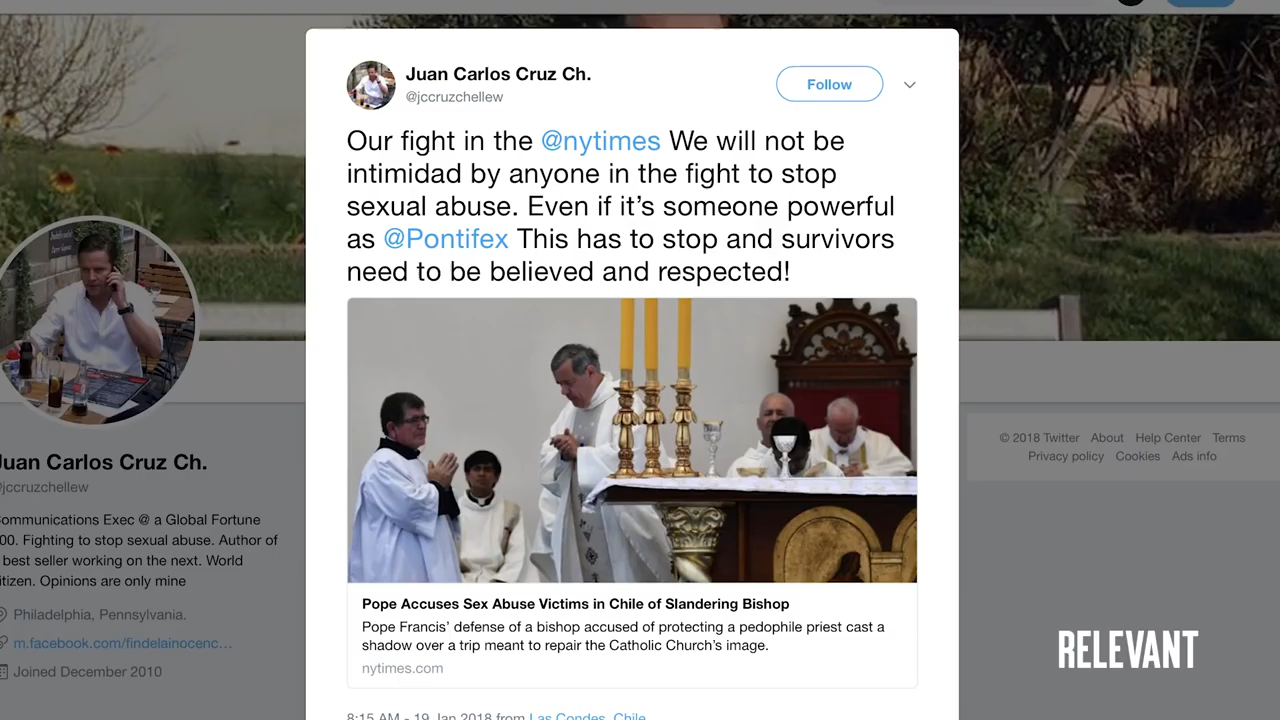 Juan Carlos Cruz Ch.
@jccruzchellew
Follow
Our fight in the @nytimes We will not be
intimidad by anyone in the fight to stop
sexual abuse. Even if it's someone powerful
as @Pontifex This has to stop and survivors
need to be believed and respected!
Pope Accuses Sex Abuse Victims in Chile of Slandering Bishop
Pope Francis' defense of a bishop accused of protecting a pedophile priest cast a
shadow over a trip meant to repair the Catholic Church's image.
nytimes.com
8:15 AM - 19 Jan 2018 from Las Condes, Chile
Juan Carlos Cruz Ch.
jccruzchellew
ommunications Exec @ a Global Fortune
00. Fighting to stop sexual abuse. Author of
best seller working on the next. World
itizen. Opinions are only mine
Philadelphia, Pennsylvania.
m.facebook.com/findelainocenc...
Joined December 2010
© 2018 Twitter About Help Center Terms
Privacy policy Cookies Ads info
RELEVANT